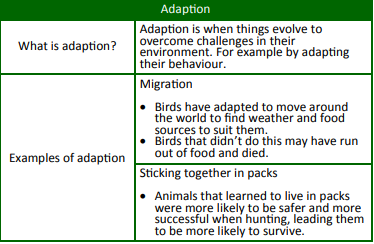 Adaption
What is adaption?
Adaption is when things evolve to
overcome challenges in their
environment. For example by adapting
their behaviour.
Examples of adaption
Migration
• Birds have adapted to move around
the world to find weather and food
sources to suit them.
• Birds that didn't do this may have run
out of food and died.
Sticking together in packs
• Animals that learned to live in packs
were more likely to be safer and more
successful when hunting, leading them
to be more likely to survive.